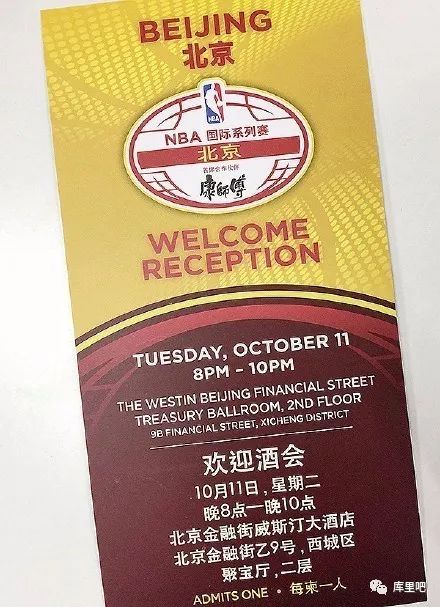 BEIJING
北京
NBA
NBA 国际系列赛
北京
康師傅
WELCOME
RECEPTION
TUESDAY, OCTOBER 11
8PM - 10PM
THE WESTIN BEIJING FINANCIAL STREET
TREASURY BALLROOM, 2ND FLOOR
9B FINANCIAL STREET, XICHENG DISTRICT
欢迎酒会
10月11日，星期二
晚8点—晚10点
北京金融街威斯汀大酒店
北京金融街乙9号，西城区
聚宝厅，二层
ADMITS ONE • 每柬一人
库里吧